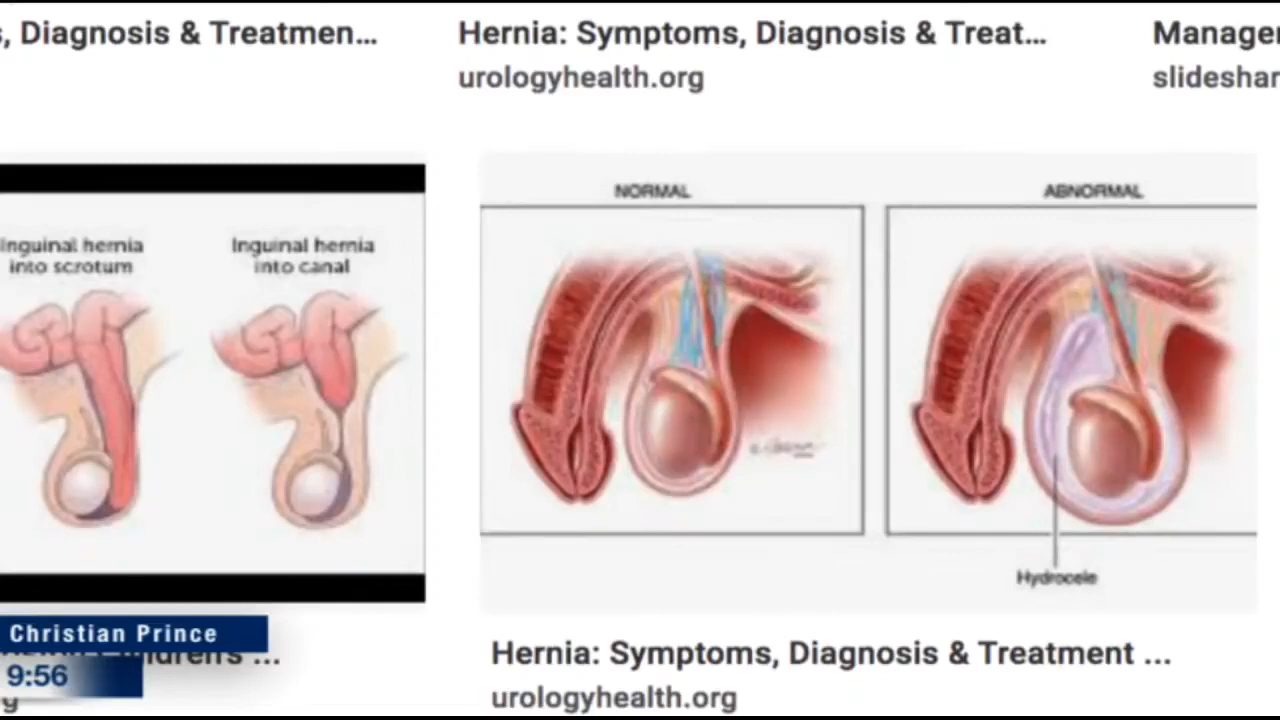 s, Diagnosis & Treatmen...
Hernia: Symptoms, Diagnosis & Treat...
urologyhealth.org
Manager
slideshar
Inguinal hernia
into scrotum
Inguinal hernia
into canal
NORMAL
ABNORMAL
Hydrocele
Christian Prince
9:56
Hernia: Symptoms, Diagnosis & Treatment ...
urologyhealth.org